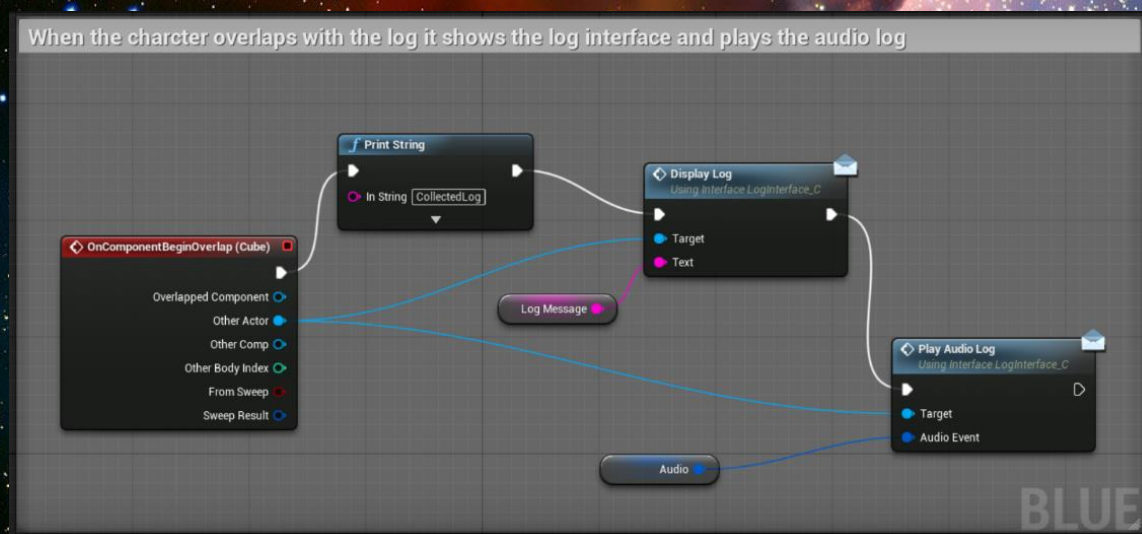 When the charcter overlaps with the log it shows the log interface and plays the audio log
f Print String
In String CollectedLog
Display Log
Using Interface LogInterface_C
Target
Text
OnComponentBeginOverlap (Cube)
Overlapped Component
Other Actor
Other Comp
Other Body Index
From Sweep
Sweep Result
Log Message
Play Audio Log
Using Interface LogInterface_C
Target
Audio Event
Audio
BLUE